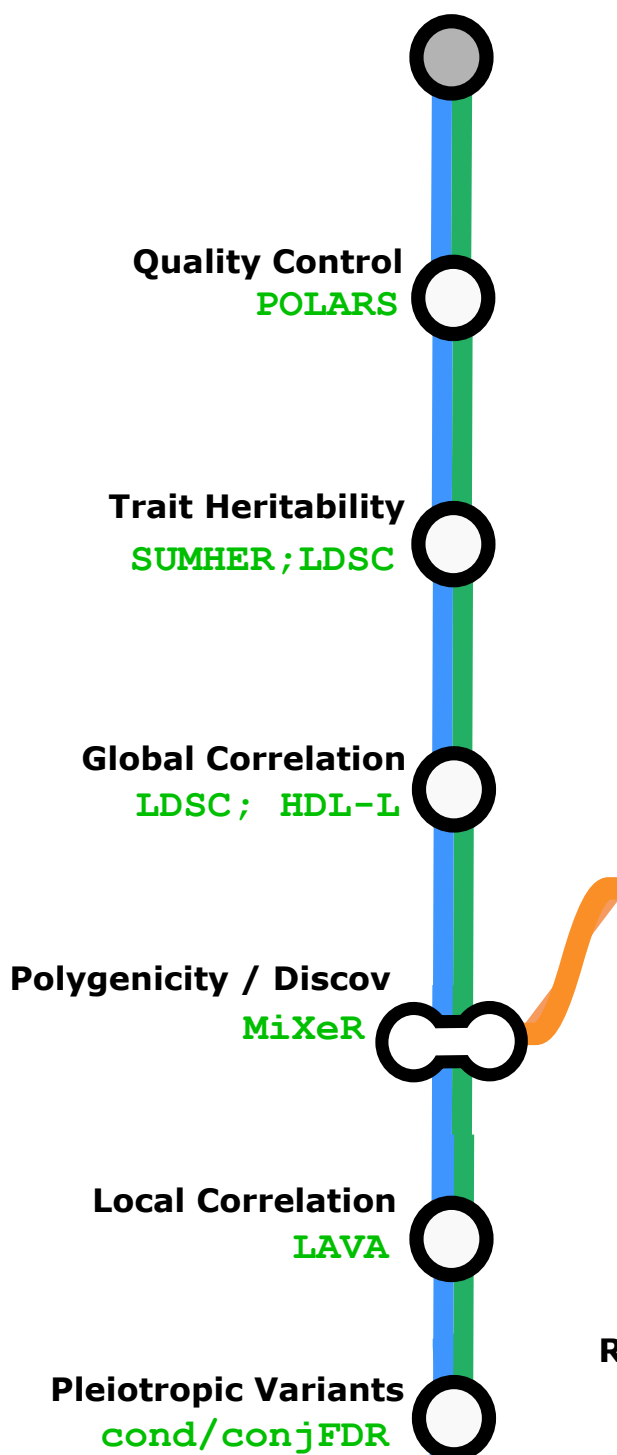 Quality Control
POLARS
Trait Heritability
SUMHER;LDSC
Global Correlation
LDSC; HDL-L
Polygenicity / Discov
MiXeR
Local Correlation
LAVA
R
Pleiotropic Variants
cond/conjFDR